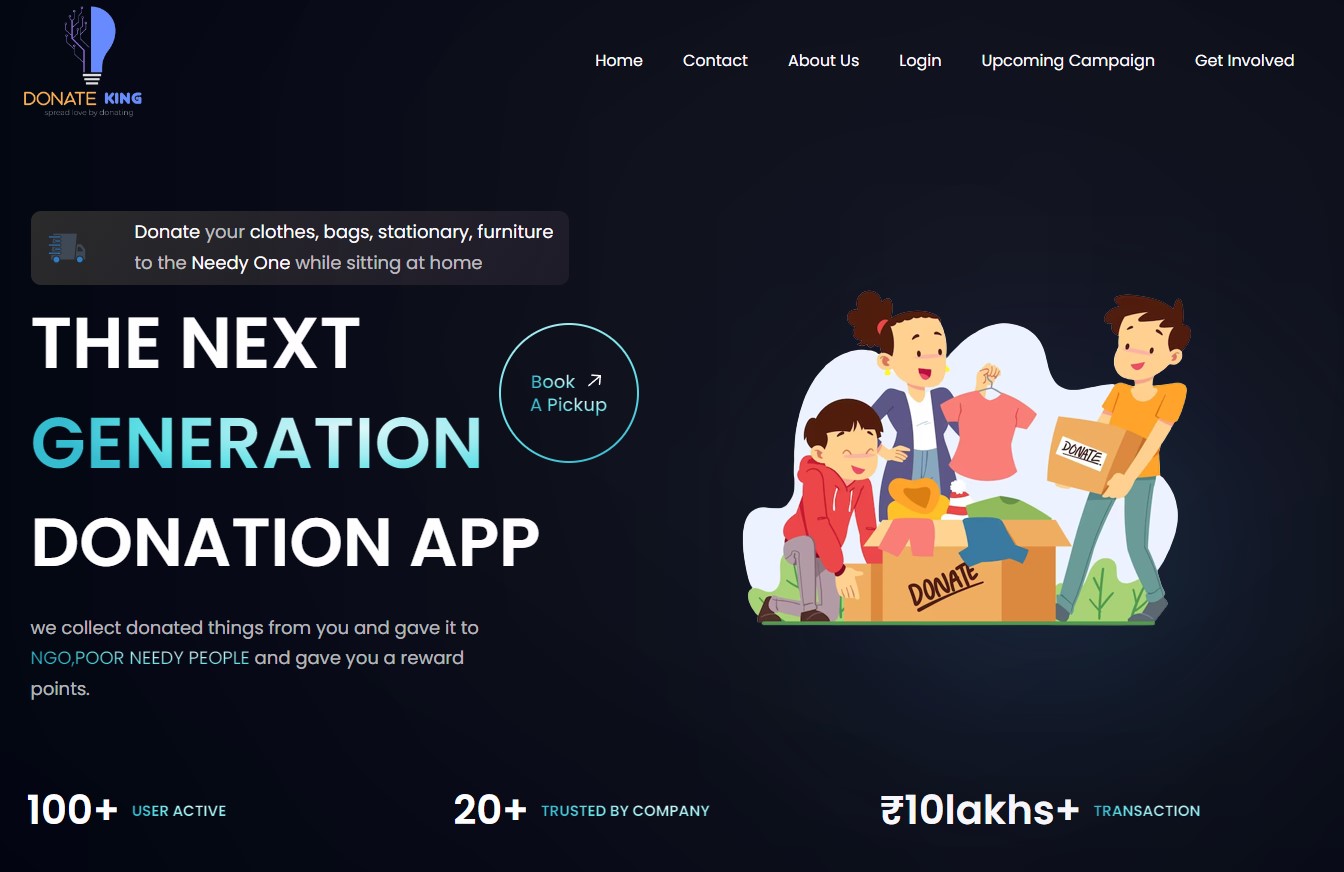 DONATE KING
spread love by donating
Home Contact About Us Login Upcoming Campaign Get Involved
Donate your clothes, bags, stationary, furniture
to the Needy One while sitting at home
THE NEXT
GENERATION
DONATION APP
Book
A Pickup
we collect donated things from you and gave it to
NGO,POOR NEEDY PEOPLE and gave you a reward
points.
DONATE.
DONATE
100+ USER ACTIVE
20+ TRUSTED BY COMPANY
₹10lakhs+ TRANSACTION